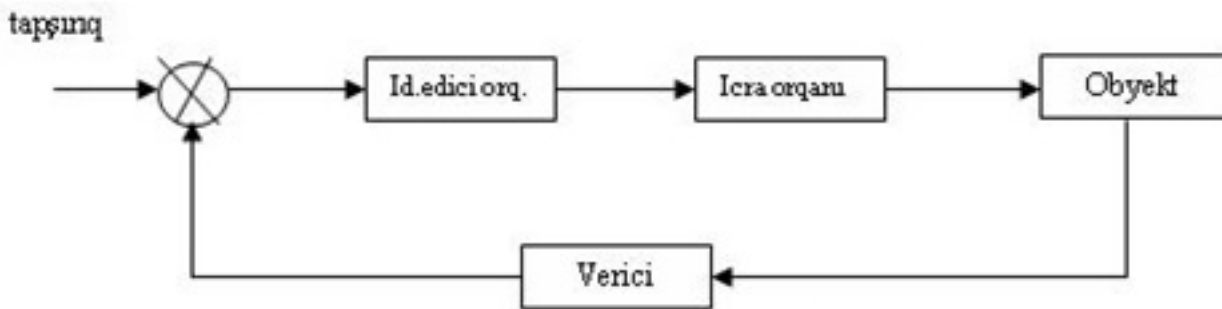 tapşırıq
Id.edici orq.
Icra orqanı
Obyekt
Verici